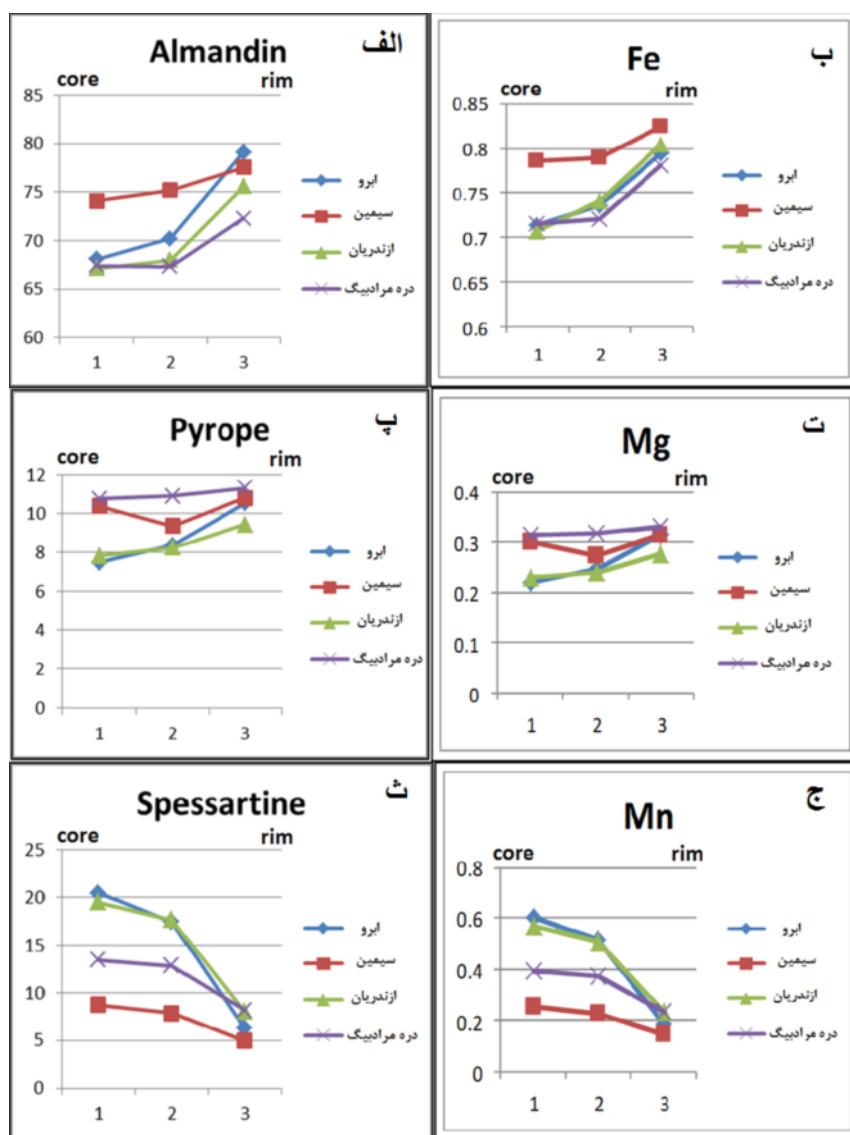 Almandin
الف
core
rim
85
80
75
70
65
60
1 2 3
ابرو
سیمین
ازندریان
دره مرادبیگ
Fe
ب
core
rim
0.85
0.8
0.75
0.7
0.65
0.6
1 2 3
ابرو
سیمین
ازندریان
دره مرادبیگ
Pyrope
پ
core
rim
12
10
8
6
4
2
0
1 2 3
ابرو
سیمین
ازندریان
دره مرادبیگ
Mg
ت
core
rim
0.4
0.3
0.2
0.1
0
1 2 3
ابرو
سیمین
ازندریان
دره مرادبیگ
Spessartine
ث
core
rim
25
20
15
10
5
0
1 2 3
ابرو
سیمین
ازندریان
دره مرادبیگ
Mn
ج
core
rim
0.8
0.6
0.4
0.2
0
1 2 3
ابرو
سیمین
ازندریان
دره مرادبیگ